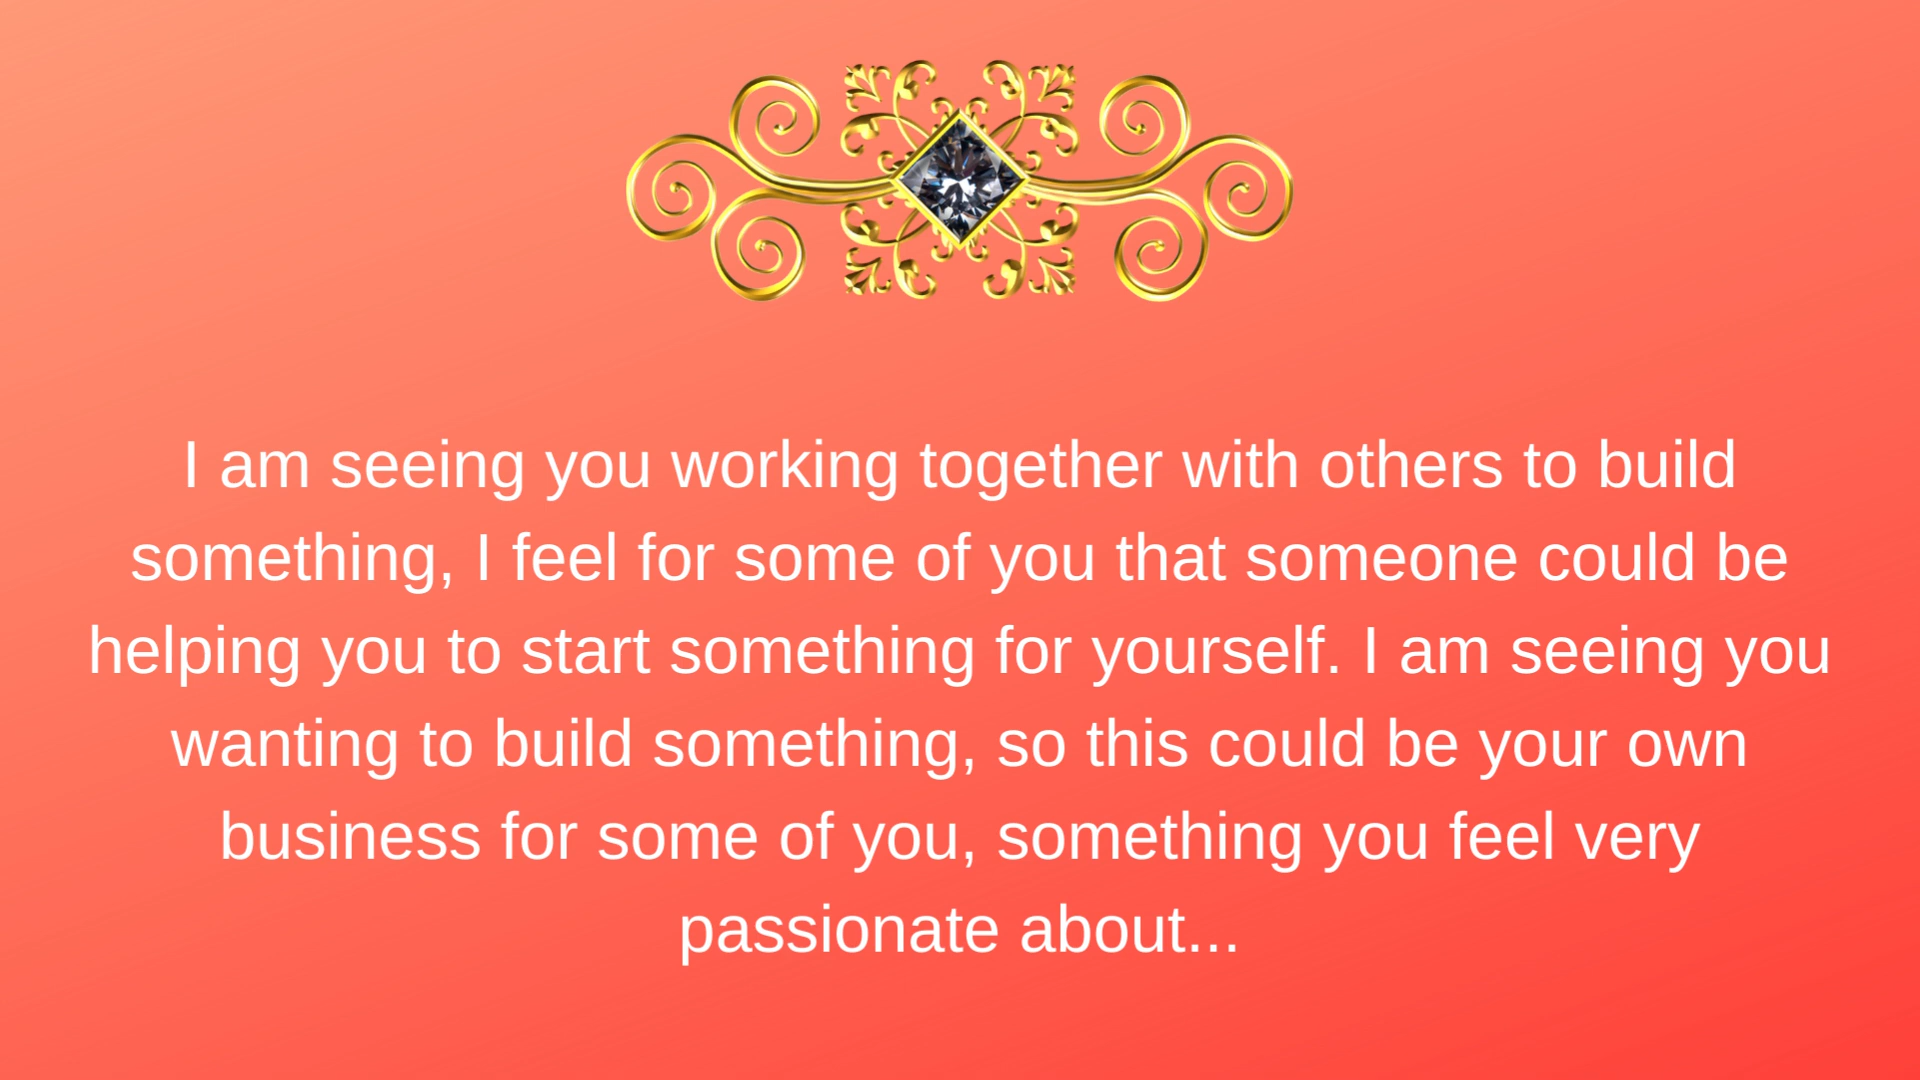 I am seeing you working together with others to build
something, I feel for some of you that someone could be
helping you to start something for yourself. I am seeing you
wanting to build something, so this could be your own
business for some of you, something you feel very
passionate about...